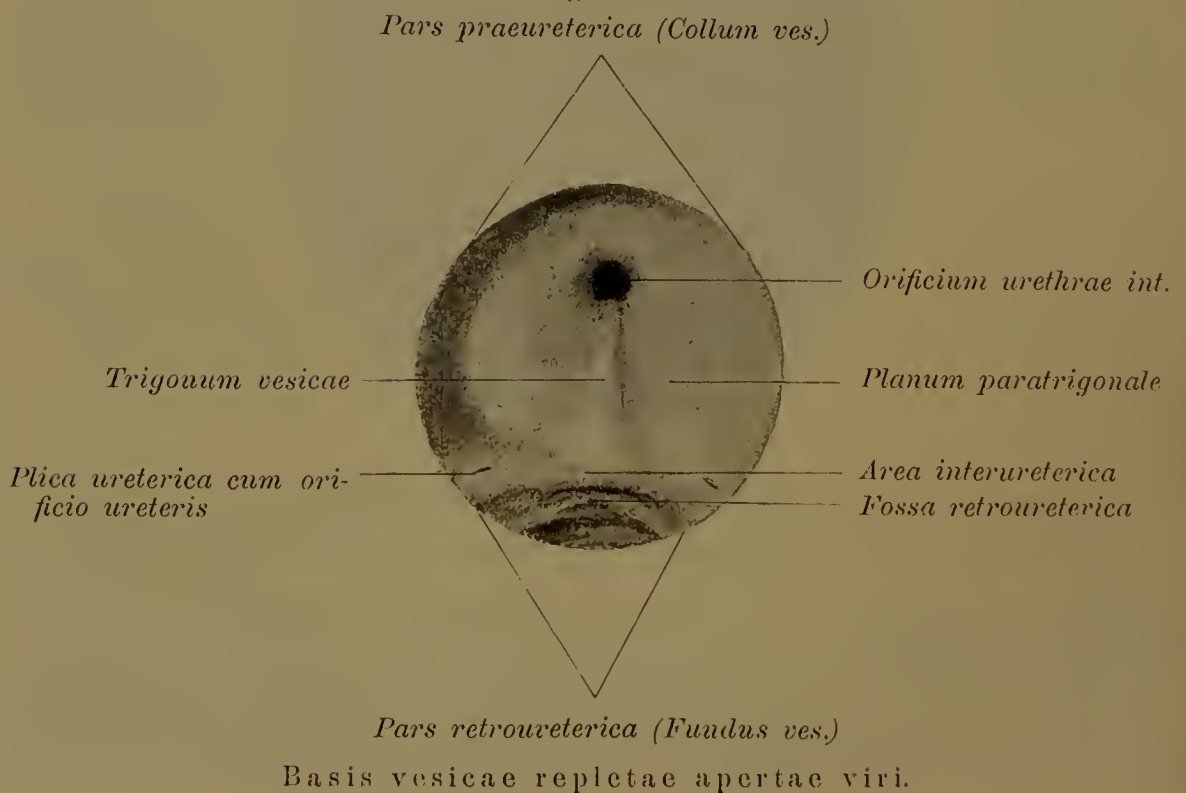 Pars praeureterica (Collum ves.)
Orificium urethrae int.
Trigonum vesicae
Planum paratrigonale
Plica ureterica cum ori-
ficio ureteris
Area interureterica
Fossa retroureterica
Pars retroureterica (Fundus ves.)
Basis vesicae repletae apertae viri.